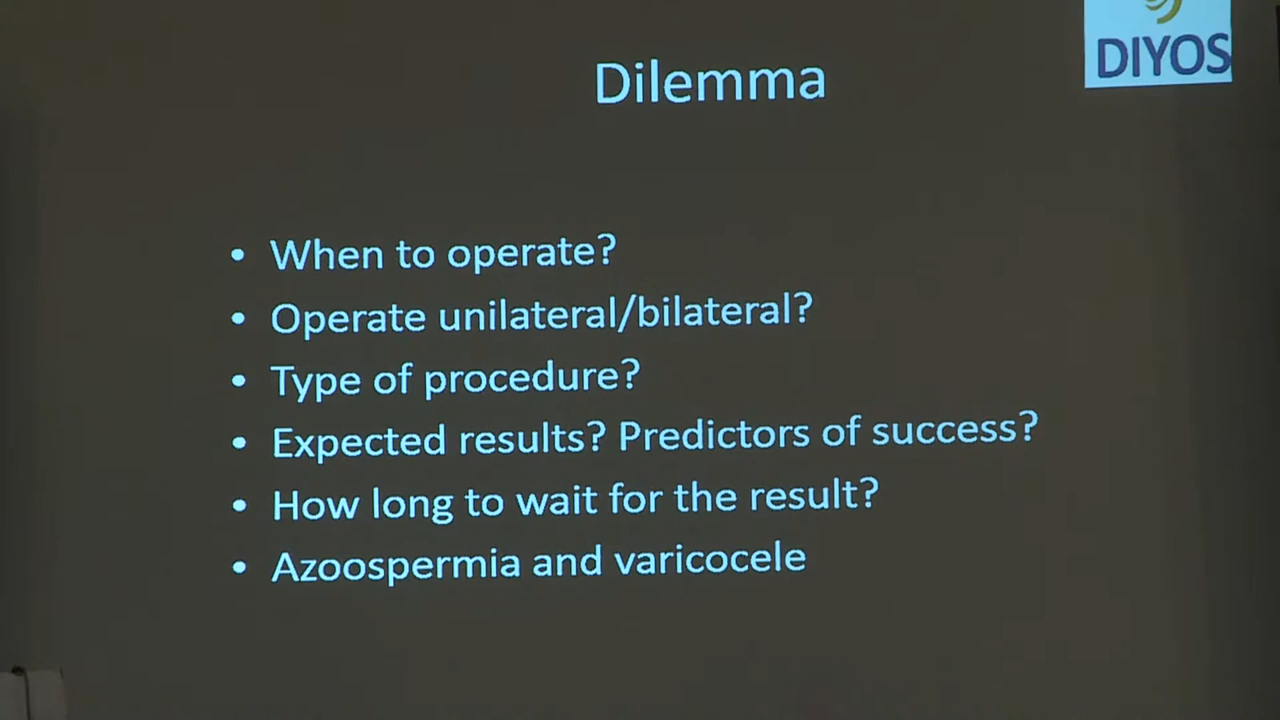 DIYOS
Dilemma
• When to operate?
• Operate unilateral/bilateral?
• Type of procedure?
• Expected results? Predictors of success?
• How long to wait for the result?
• Azoospermia and varicocele